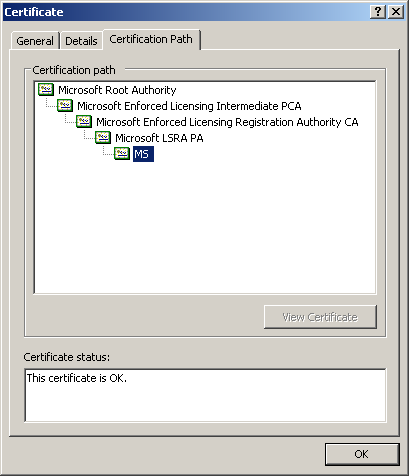 Certificate
General
Details
Certification Path
Certification path
Microsoft Root Authority
Microsoft Enforced Licensing Intermediate PCA
Microsoft Enforced Licensing Registration Authority CA
Microsoft LSRA PA
MS
View Certificate
Certificate status:
This certificate is OK.
OK